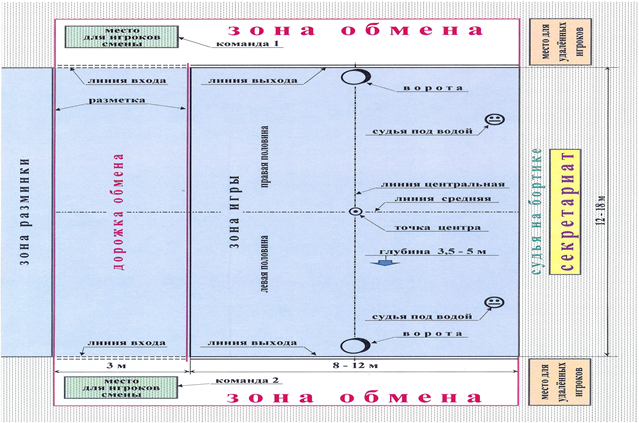 зона обмена
место
для игроков
смены
команда 1
место для
удалённых
игроков
линия входа
линия выхода
разметка
ворота
судья под водой
правая половина
линия центральная
линия средняя
точка центра
глубина 3,5 - 5 м
зона разминки
дорожка обмена
зона игры
левая половина
судья на бортике
секретариат
12 - 18 м
судья под водой
ворота
линия входа
линия выхода
3 м
8 - 12 м
место
для игроков
смены
команда 2
зона обмена
место для
удалённых
игроков